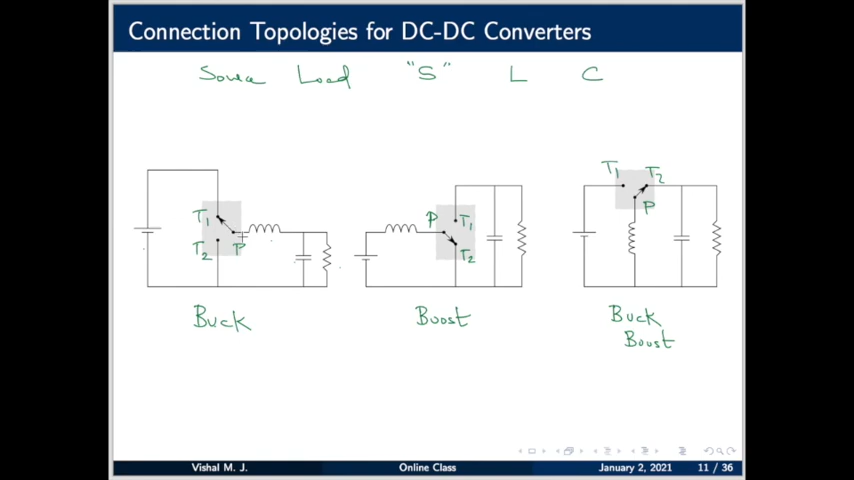 Connection Topologies for DC-DC Converters
Source Load "S" L C
T1 T2 P
P T1 T2
T1 T2 P
Buck Boost Buck Boost
Vishal M. J. Online Class January 2, 2021 11 / 36